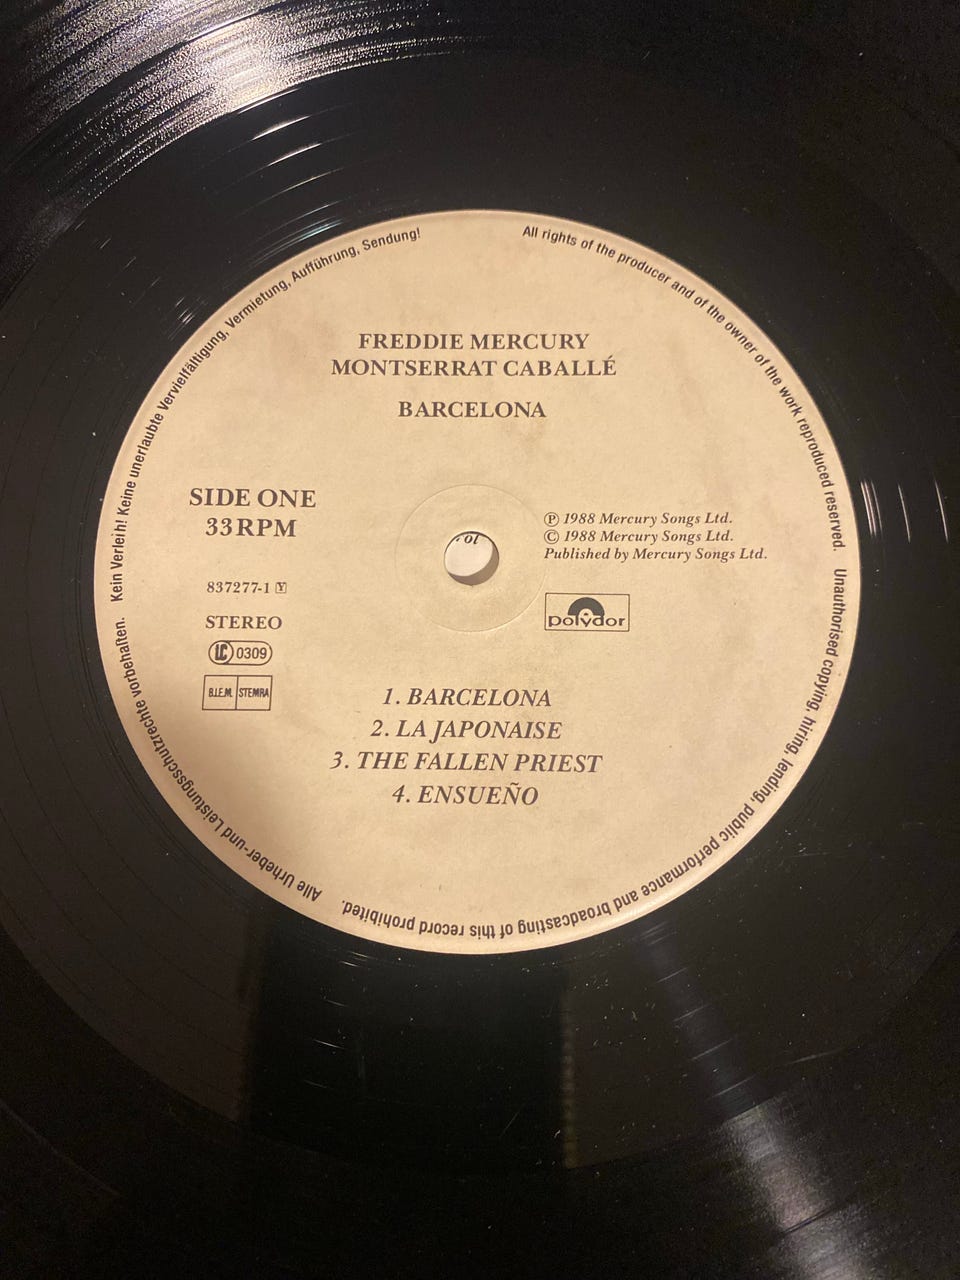 Alle Urheber-und Leistungsschutzrechte vorbehalten. Kein Verleih! Keine unerlaubte Vervielfältigung, Vermietung, Aufführung, Sendung!
All rights of the producer and of the owner of the work reproduced reserved. Unauthorised copying, hiring, lending, public performance and broadcasting of this record prohibited.
FREDDIE MERCURY
MONTSERRAT CABALLÉ
BARCELONA
SIDE ONE
33RPM
837277-1 Y
STEREO
LC 0309
B.I.E.M. STEMRA
℗ 1988 Mercury Songs Ltd.
© 1988 Mercury Songs Ltd.
Published by Mercury Songs Ltd.
polydor
1. BARCELONA
2. LA JAPONAISE
3. THE FALLEN PRIEST
4. ENSUEÑO